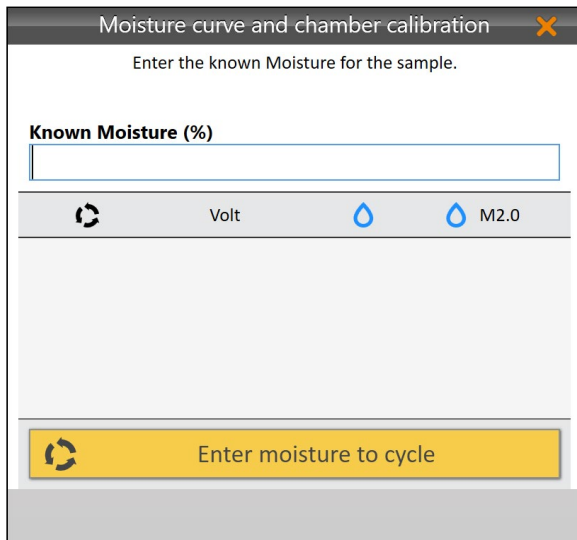 Moisture curve and chamber calibration
Enter the known Moisture for the sample.
Known Moisture (%)
Volt M2.0
Enter moisture to cycle